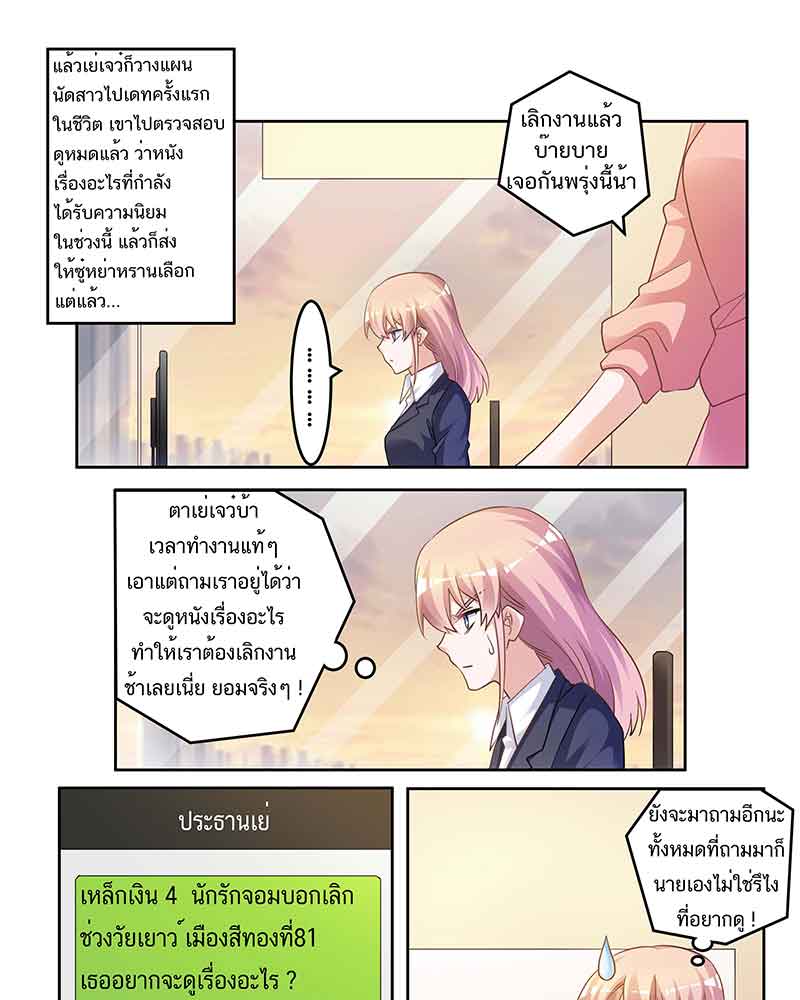 แล้วเย่เจว๋ก็วางแผน
นัดสาวไปเดทครั้งแรก
ในชีวิต เขาไปตรวจสอบ
ดูหมดแล้ว ว่าหนัง
เรื่องอะไรที่กำลัง
ได้รับความนิยม
ในช่วงนี้ แล้วก็ส่ง
ให้ซู๋หย่าหรานเลือก
แต่แล้ว...
เลิกงานแล้ว
บ๊ายบาย
เจอกันพรุ่งนี้น้า
..........
ตาเย่เจว๋บ้า
เวลาทำงานแท้ๆ
เอาแต่ถามเราอยู่ได้ว่า
จะดูหนังเรื่องอะไร
ทำให้เราต้องเลิกงาน
ช้าเลยเนี่ย ยอมจริงๆ !
ประธานเย่
เหล็กเงิน 4 นักรักจอมบอกเลิก
ช่วงวัยเยาว์ เมืองสีทองที่81
เธออยากจะดูเรื่องอะไร ?
ยังจะมาถามอีกนะ
ทั้งหมดที่ถามมาก็
นายเองไม่ใช่รึไง
ที่อยากดู !